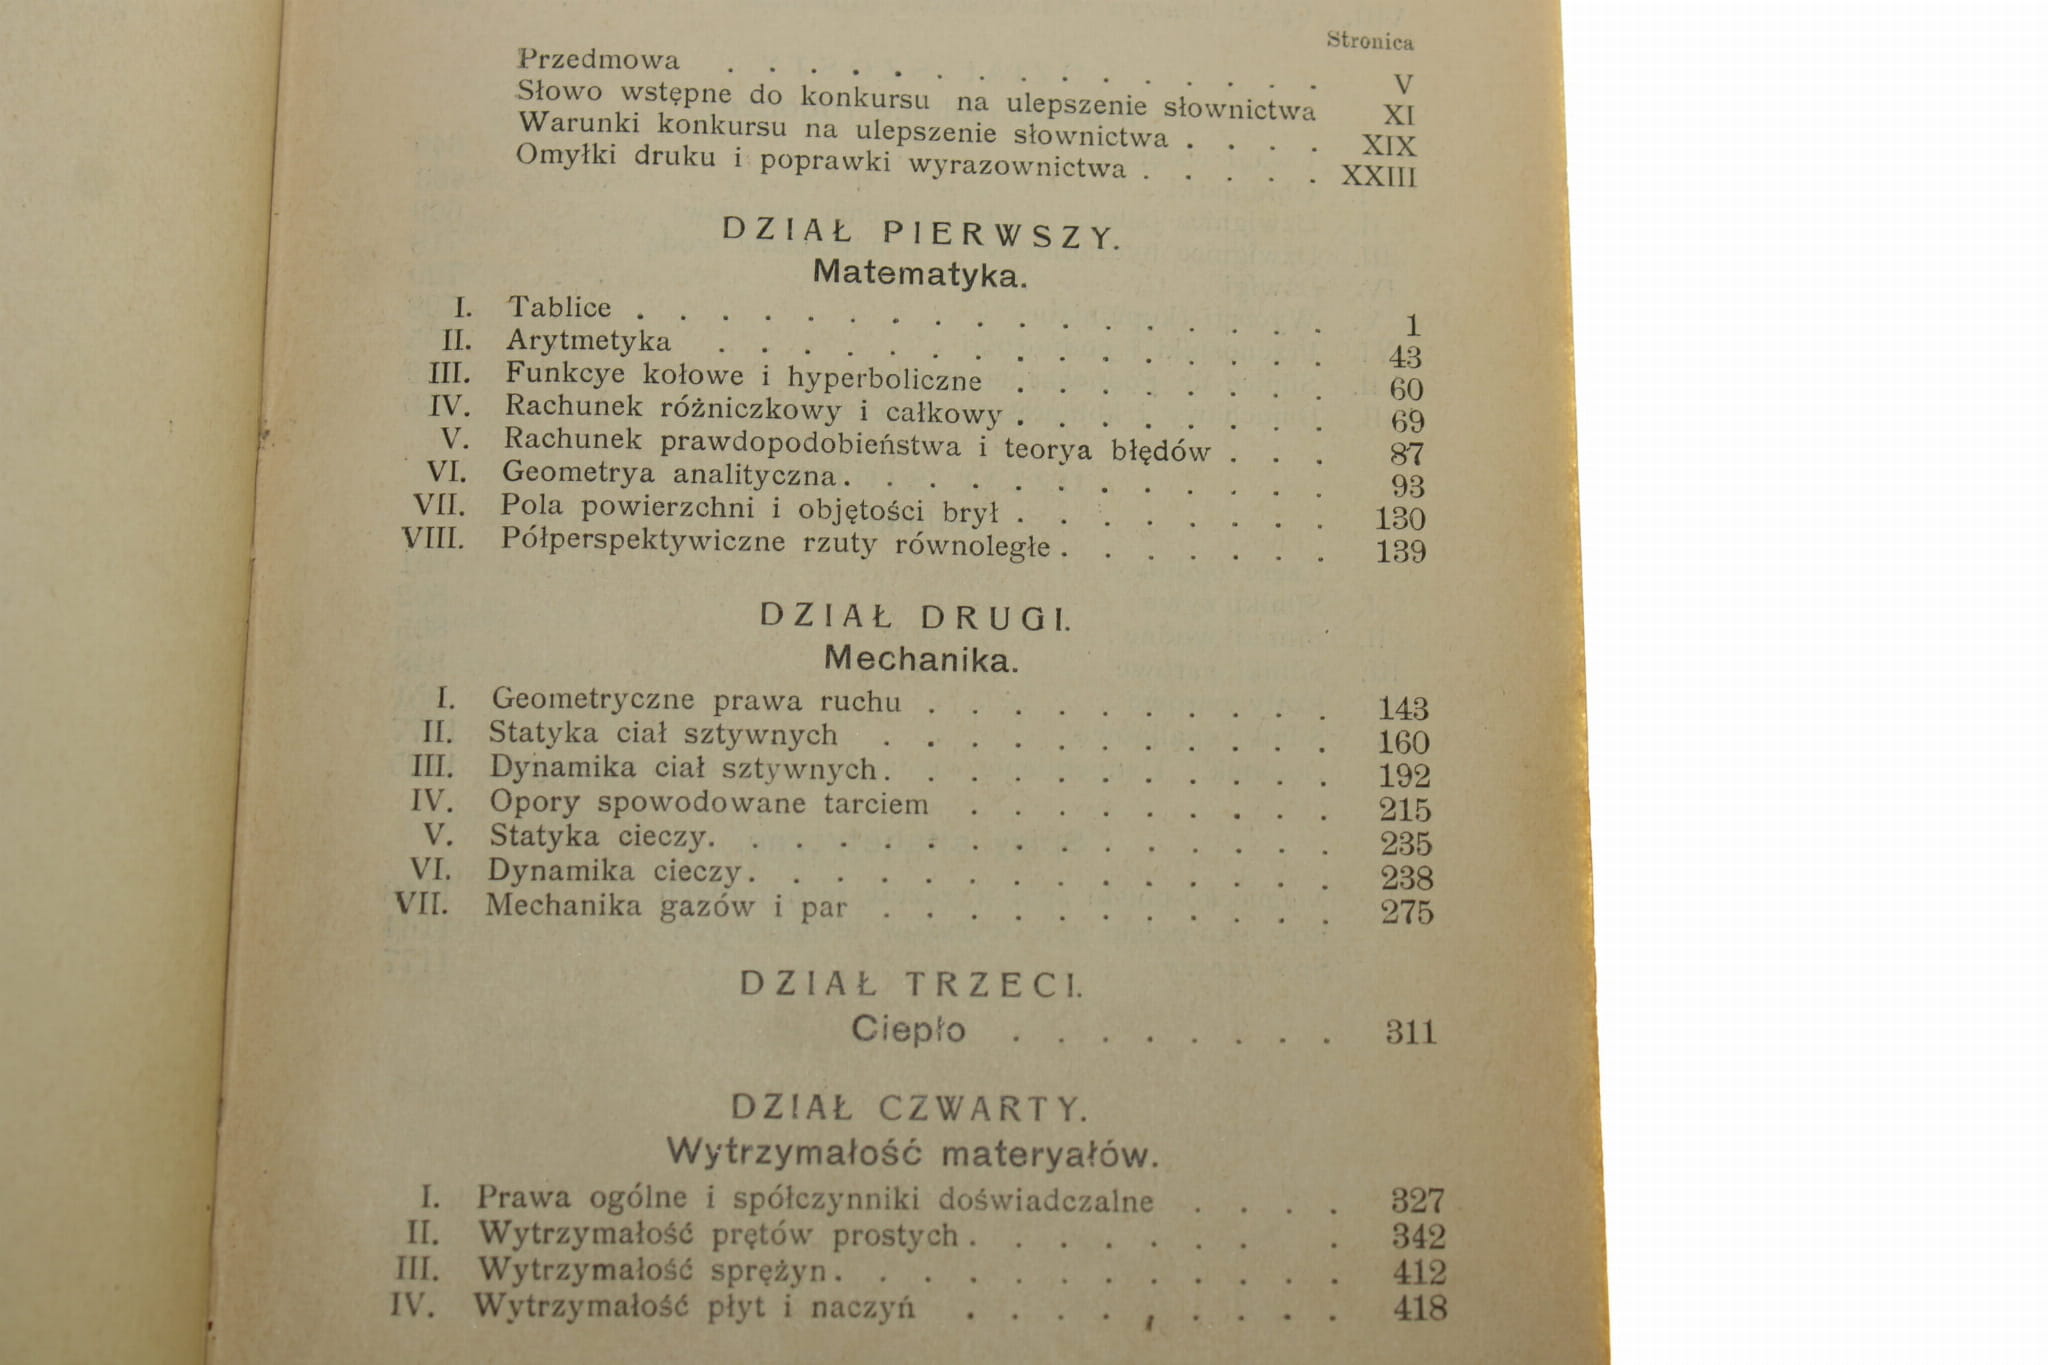 Stronica
Przedmowa . . . . . . . . . . . . . . . V
Słowo wstępne do konkursu na ulepszenie słownictwa XI
Warunki konkursu na ulepszenie słownictwa . . . . XIX
Omyłki druku i poprawki wyrazownictwa . . . . . XXIII
DZIAŁ PIERWSZY.
Matematyka.
I. Tablice . . . . . . . . . . . . . . . . . 1
II. Arytmetyka . . . . . . . . . . . . . . . 43
III. Funkcye kołowe i hyperboliczne . . . . . . . . 60
IV. Rachunek różniczkowy i całkowy . . . . . . . . 69
V. Rachunek prawdopodobieństwa i teorya błędów . . . 87
VI. Geometrya analityczna . . . . . . . . . . . . 93
VII. Pola powierzchni i objętości brył . . . . . . . . 130
VIII. Półperspektywiczne rzuty równoległe . . . . . . . 139
DZIAŁ DRUGI.
Mechanika.
I. Geometryczne prawa ruchu . . . . . . . . . . 143
II. Statyka ciał sztywnych . . . . . . . . . . . 160
III. Dynamika ciał sztywnych . . . . . . . . . . . 192
IV. Opory spowodowane tarciem . . . . . . . . . 215
V. Statyka cieczy . . . . . . . . . . . . . . . 235
VI. Dynamika cieczy . . . . . . . . . . . . . . 238
VII. Mechanika gazów i par . . . . . . . . . . . 275
DZIAŁ TRZECI.
Ciepło . . . . . . . . 311
DZIAŁ CZWARTY.
Wytrzymałość materyałów.
I. Prawa ogólne i spółczynniki doświadczalne . . . . 327
II. Wytrzymałość prętów prostych . . . . . . . . 342
III. Wytrzymałość sprężyn . . . . . . . . . . . . 412
IV. Wytrzymałość płyt i naczyń . . . . . . . . . 418